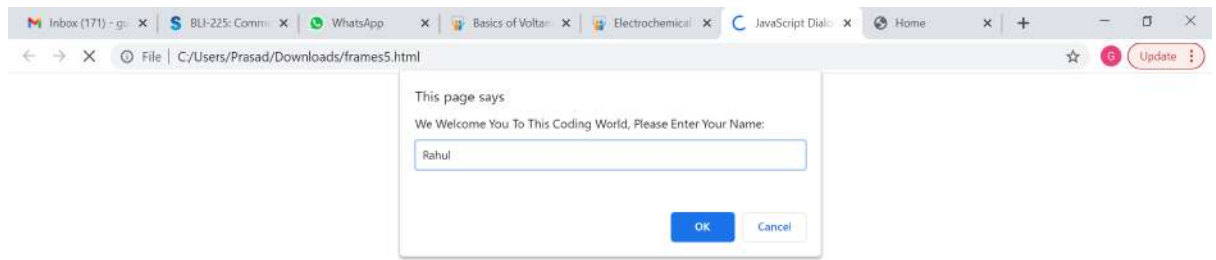 Inbox (171) - g
BLI-225: Comm
WhatsApp
Basics of Voltam
Electrochemical
JavaScript Dialo
Home
File | C:/Users/Prasad/Downloads/frames5.html
G
Update
This page says
We Welcome You To This Coding World, Please Enter Your Name:
Rahul
OK
Cancel